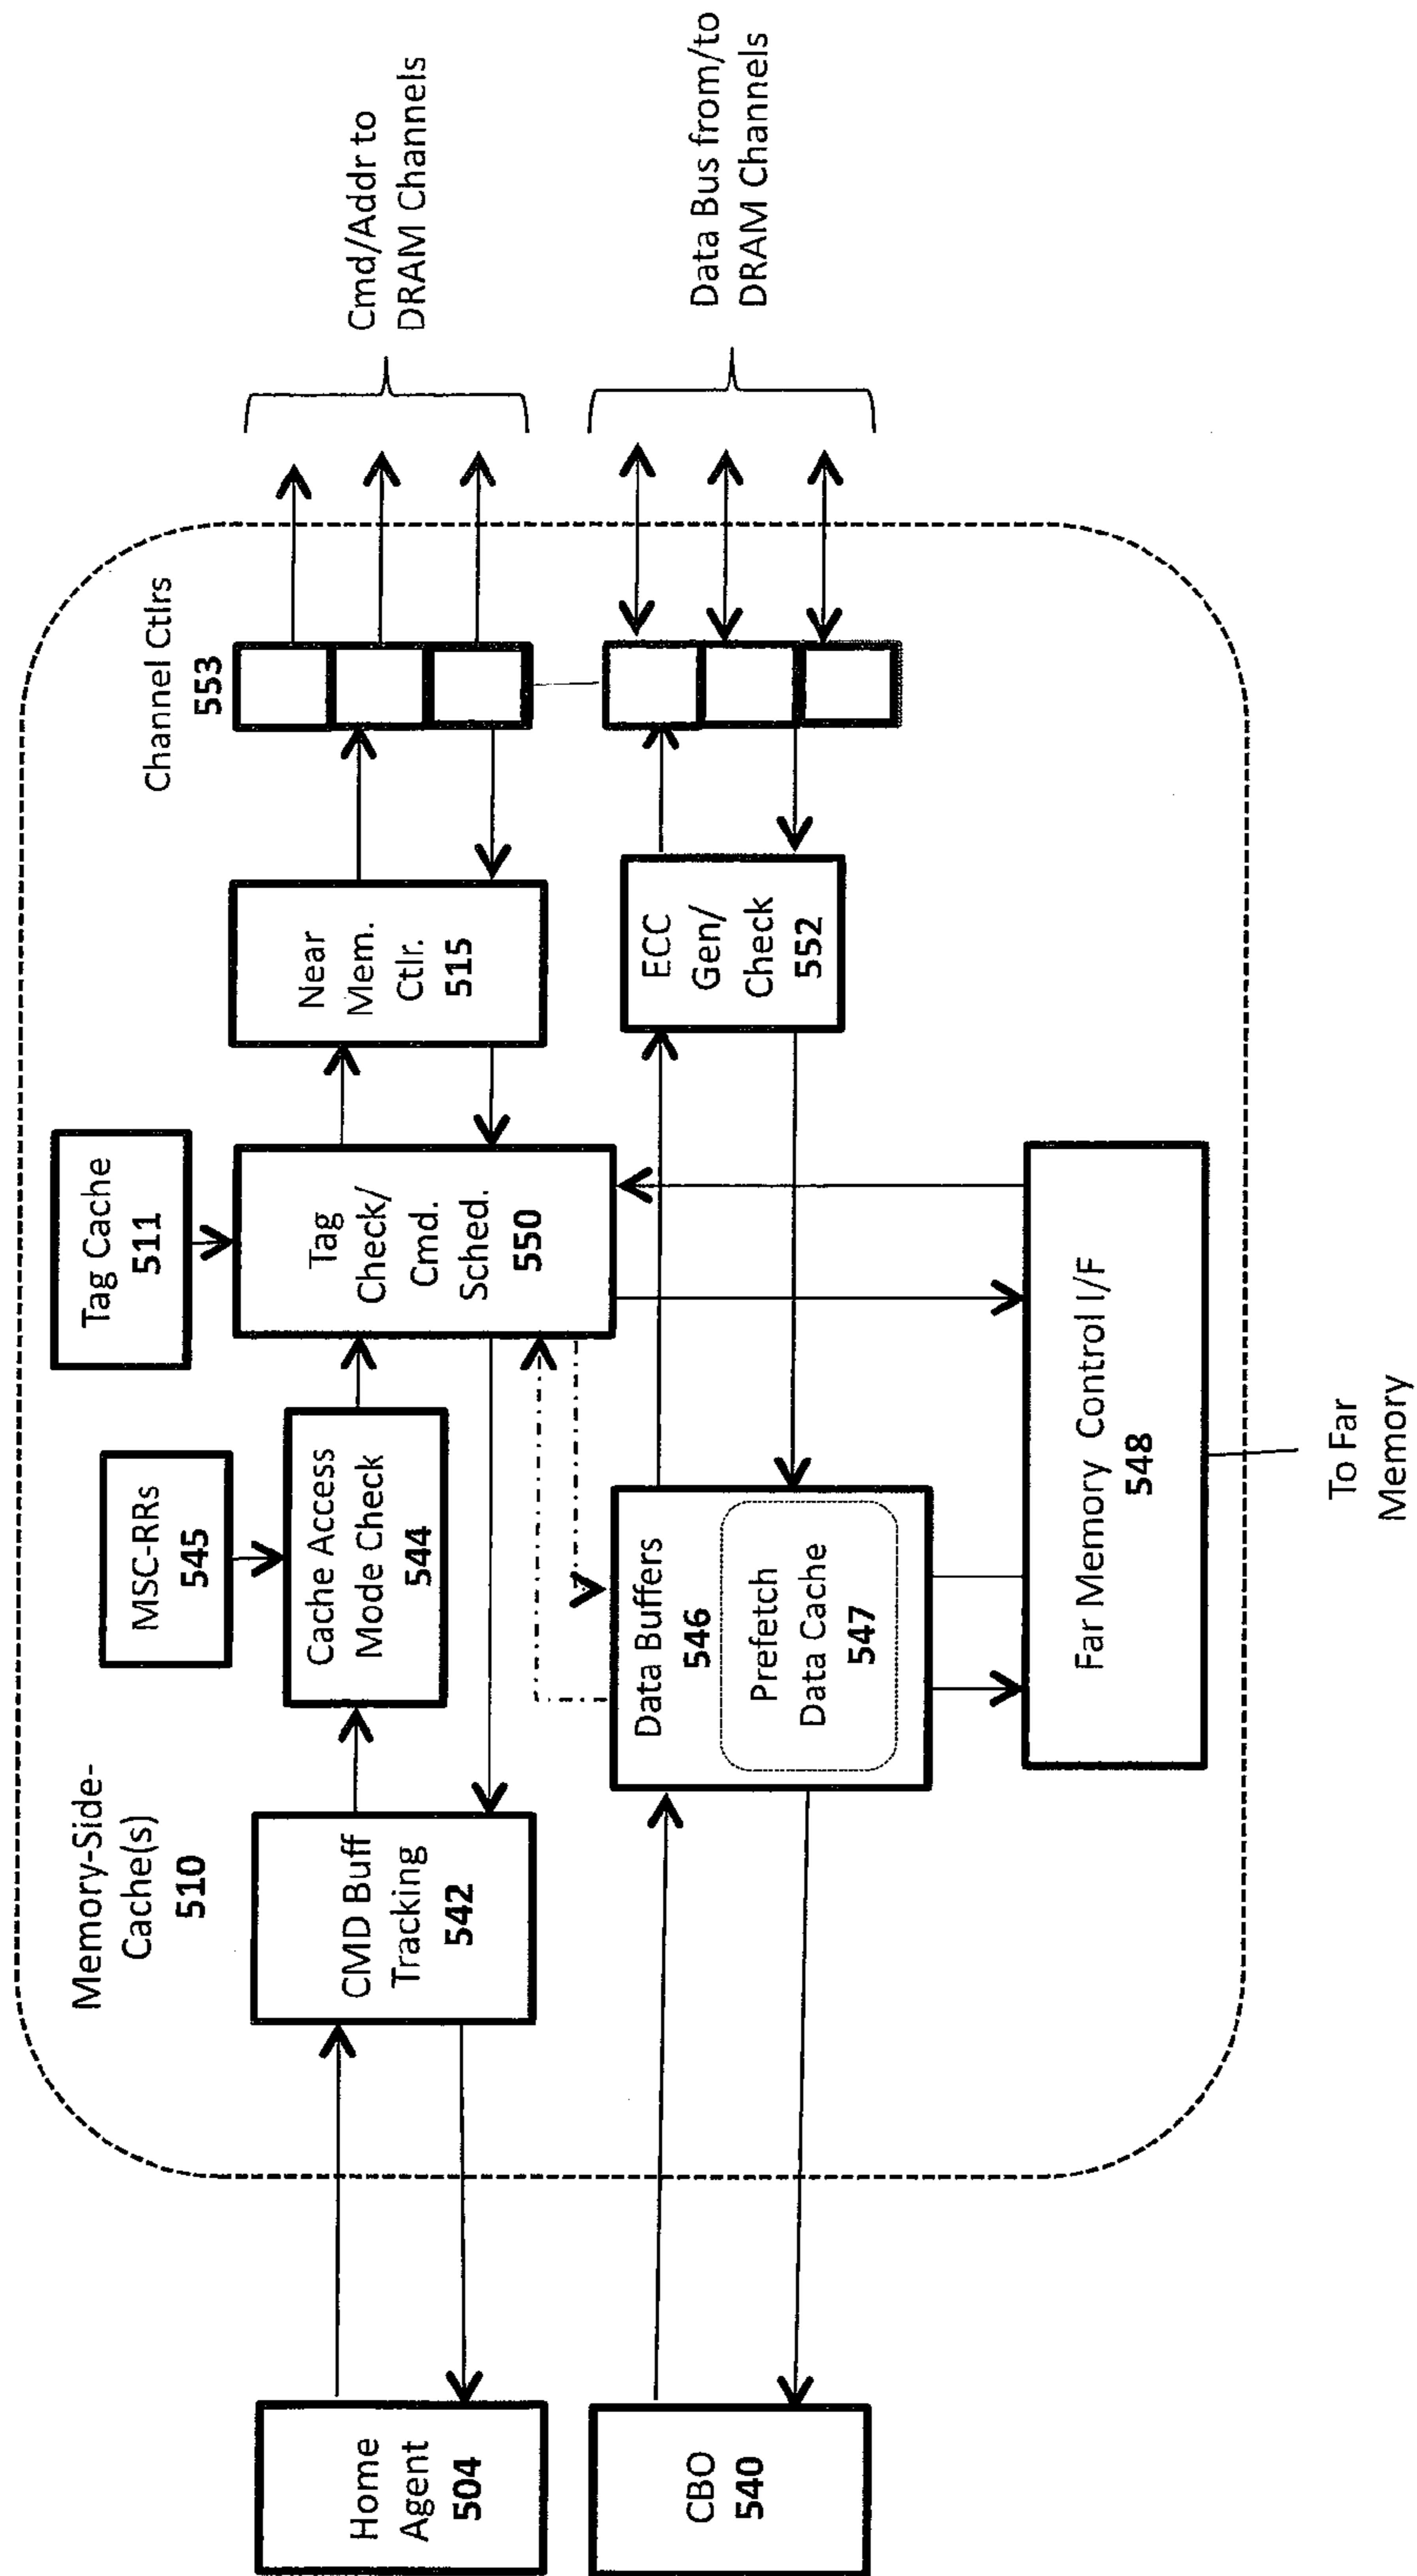 Memory-Side-
Cache(s)
510
MSC-RRs
545
Tag Cache
511
Channel Ctlrs
553
Home
Agent
504
CMD Buff
Tracking
542
Cache Access
Mode Check
544
Tag
Check/
Cmd.
Sched.
550
Near
Mem.
Ctlr.
515
Cmd/Addr to
DRAM Channels
CBO
540
Data Buffers
546
Prefetch
Data Cache
547
ECC
Gen/
Check
552
Data Bus from/to
DRAM Channels
Far Memory Control I/F
548
To Far
Memory